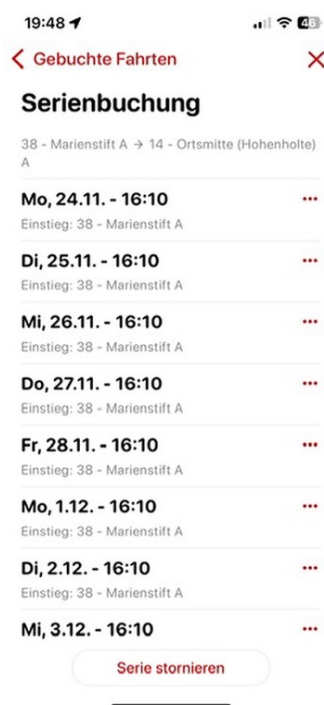 19:48
46
Gebuchte Fahrten
Serienbuchung
38 - Marienstift A → 14 - Ortsmitte (Hohenholte)
A
Mo, 24.11. - 16:10
Einstieg: 38 - Marienstift A
Di, 25.11. - 16:10
Einstieg: 38 - Marienstift A
Mi, 26.11. - 16:10
Einstieg: 38 - Marienstift A
Do, 27.11. - 16:10
Einstieg: 38 - Marienstift A
Fr, 28.11. - 16:10
Einstieg: 38 - Marienstift A
Mo, 1.12. - 16:10
Einstieg: 38 - Marienstift A
Di, 2.12. - 16:10
Einstieg: 38 - Marienstift A
Mi, 3.12. - 16:10
Serie stornieren